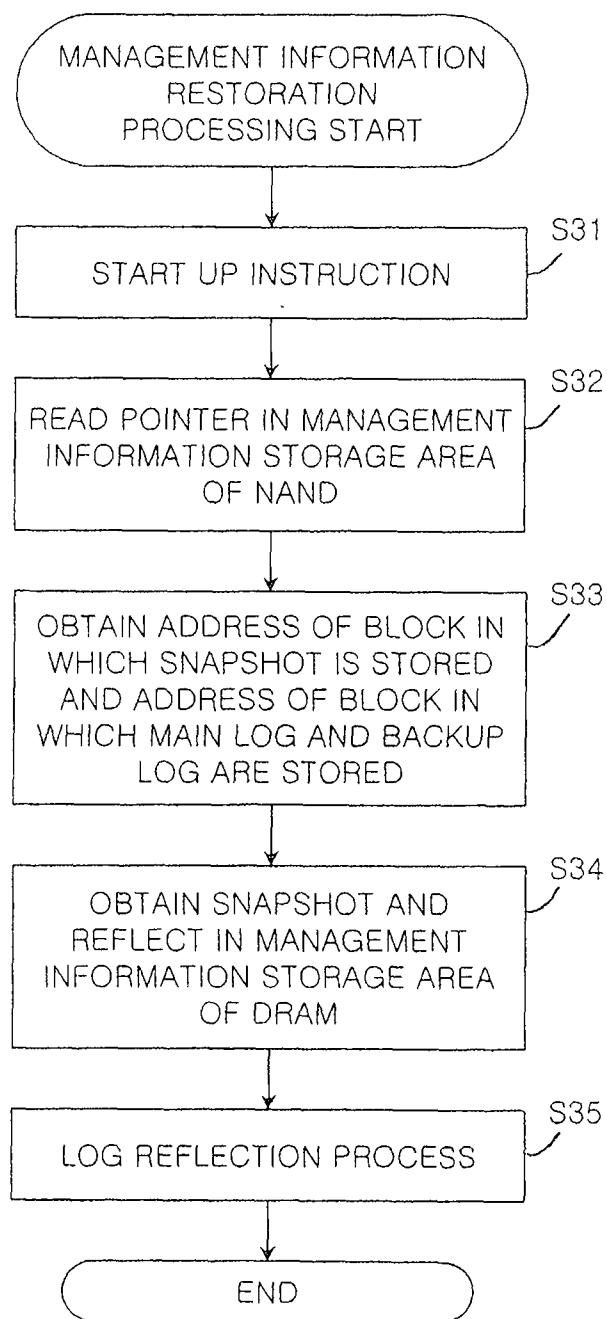 MANAGEMENT INFORMATION
RESTORATION
PROCESSING START
S31
START UP INSTRUCTION
S32
READ POINTER IN MANAGEMENT
INFORMATION STORAGE AREA
OF NAND
S33
OBTAIN ADDRESS OF BLOCK IN
WHICH SNAPSHOT IS STORED
AND ADDRESS OF BLOCK IN
WHICH MAIN LOG AND BACKUP
LOG ARE STORED
S34
OBTAIN SNAPSHOT AND
REFLECT IN MANAGEMENT
INFORMATION STORAGE AREA
OF DRAM
S35
LOG REFLECTION PROCESS
END